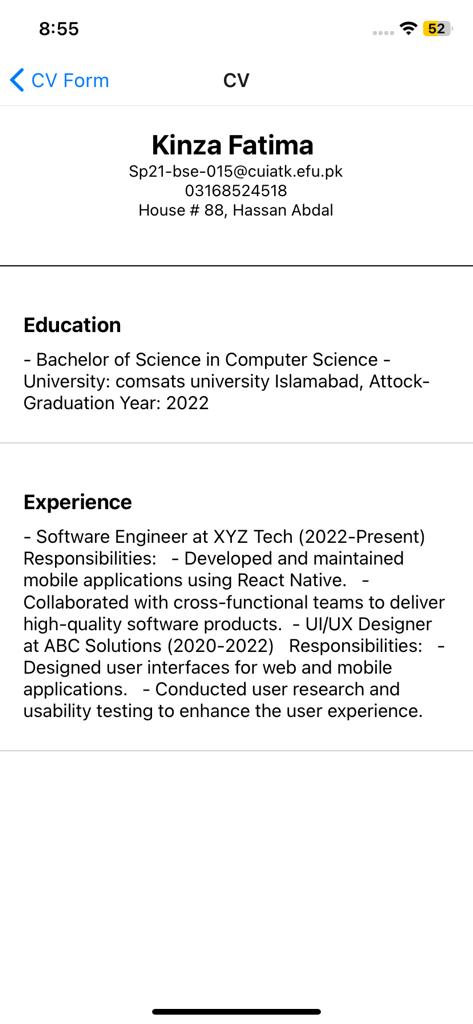 8:55
52
CV Form
CV
Kinza Fatima
Sp21-bse-015@cuiatk.efu.pk
03168524518
House # 88, Hassan Abdal
Education
- Bachelor of Science in Computer Science -
University: comsats university Islamabad, Attock-
Graduation Year: 2022
Experience
- Software Engineer at XYZ Tech (2022-Present)
Responsibilities:   - Developed and maintained
mobile applications using React Native.   -
Collaborated with cross-functional teams to deliver
high-quality software products.  - UI/UX Designer
at ABC Solutions (2020-2022)   Responsibilities:   -
Designed user interfaces for web and mobile
applications.   - Conducted user research and
usability testing to enhance the user experience.